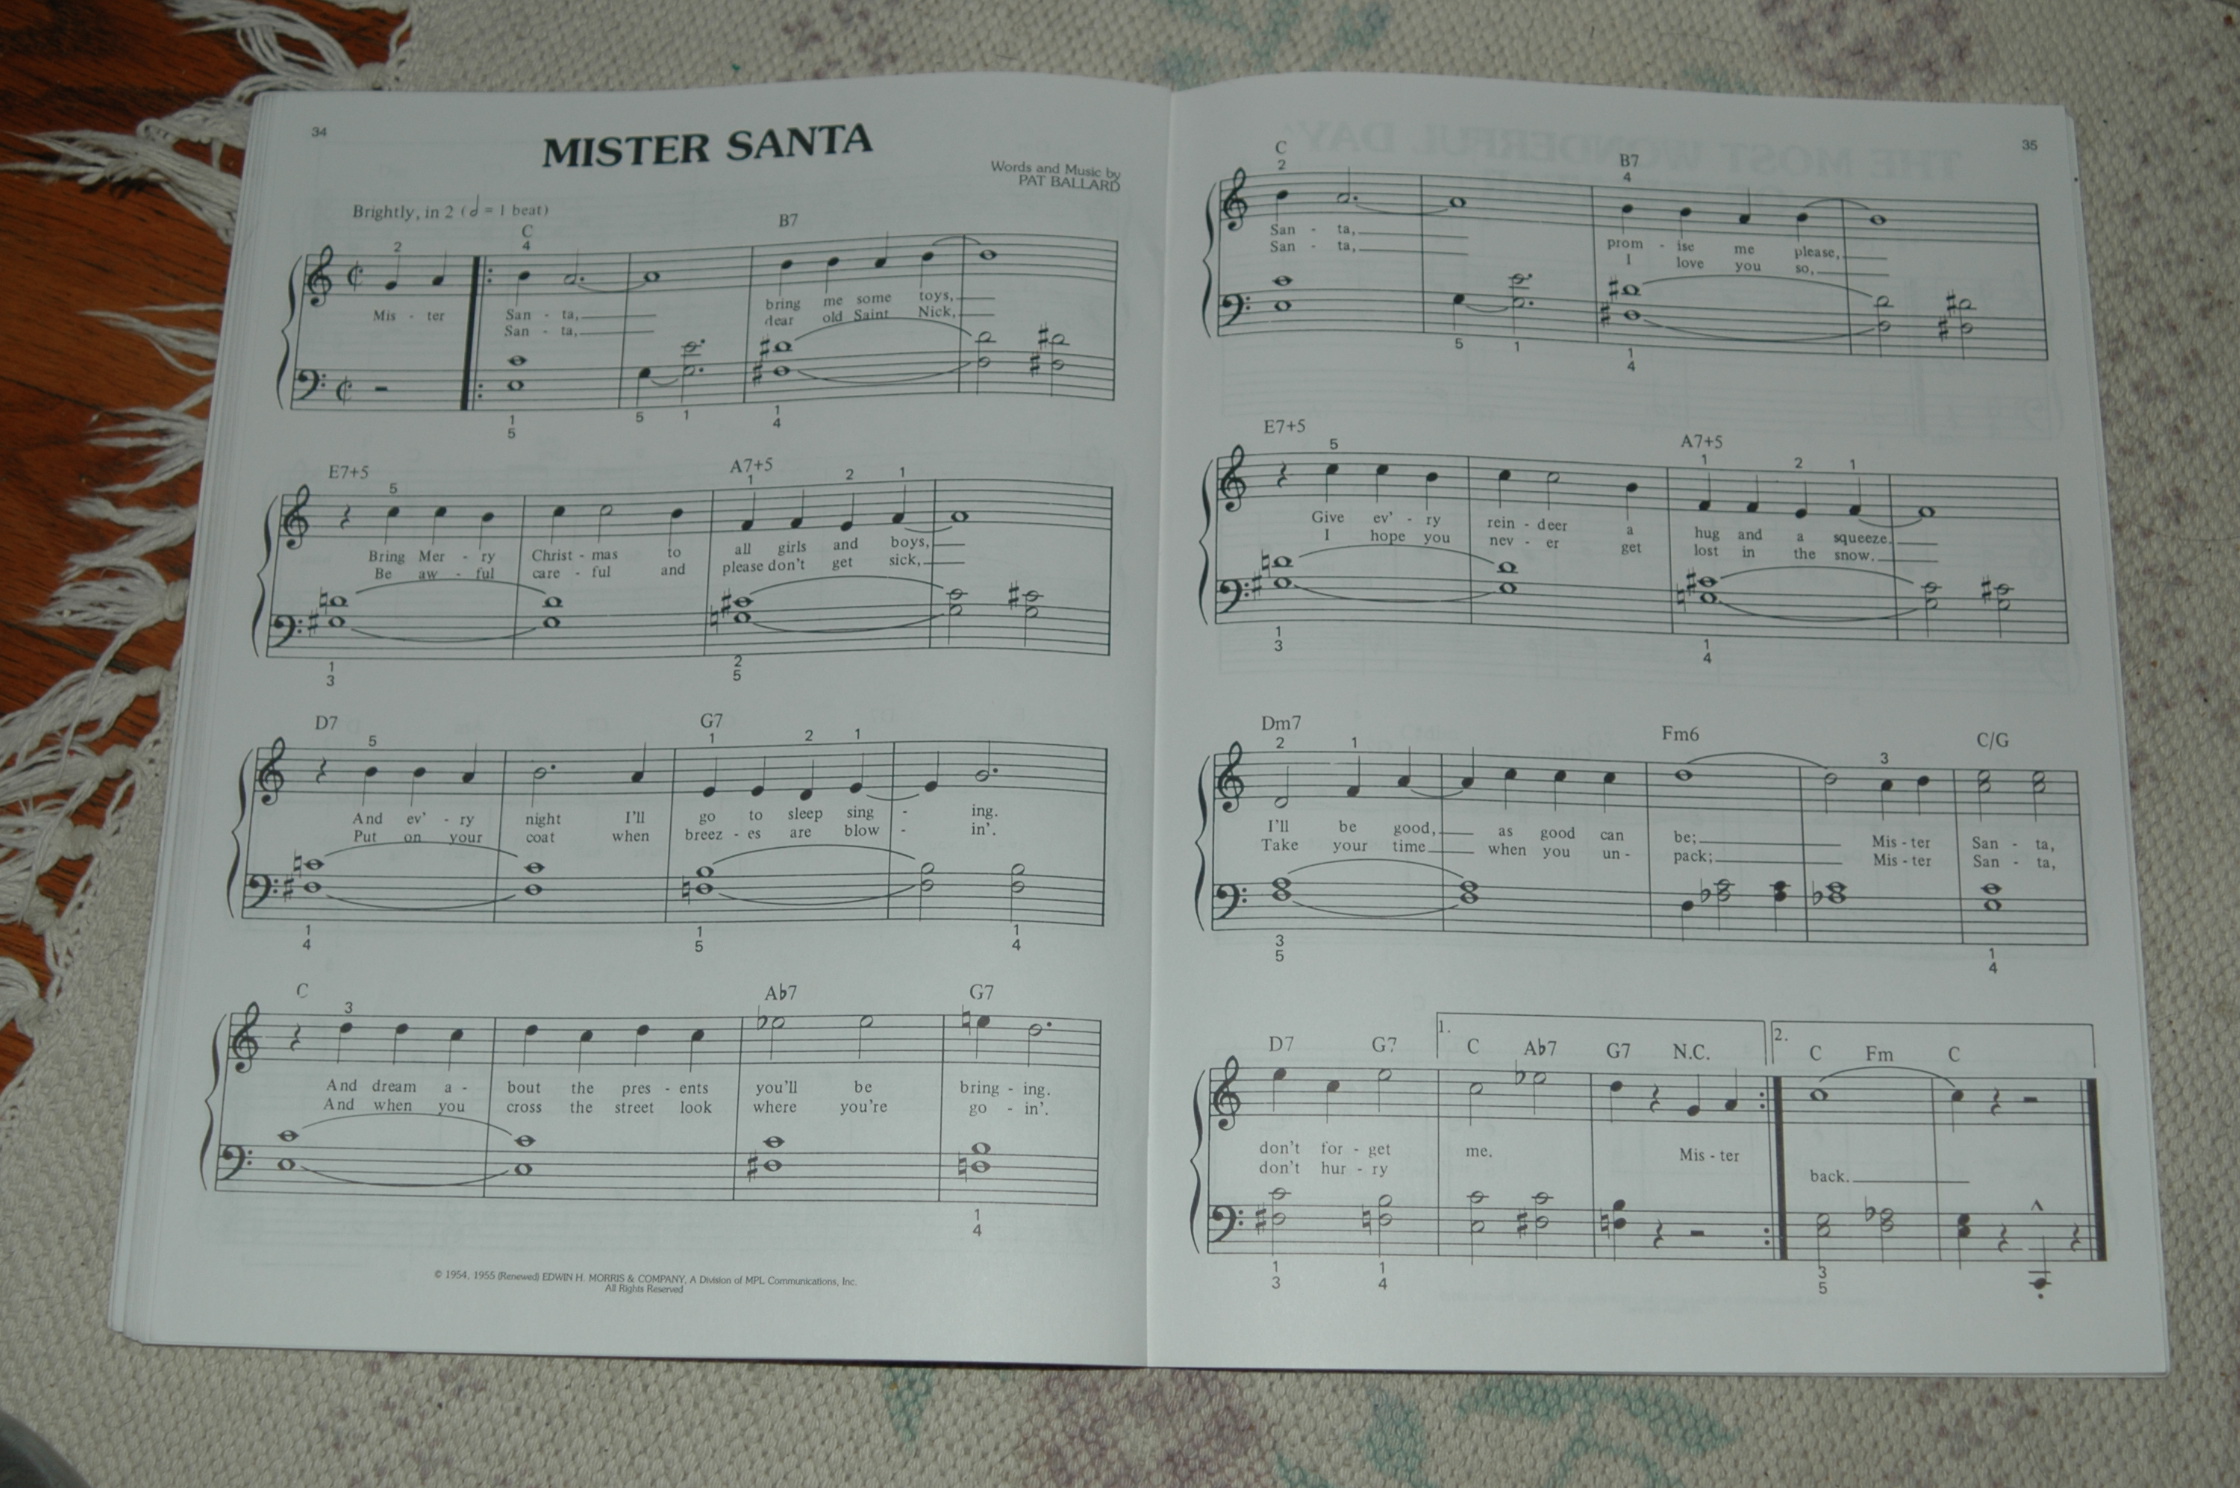 34
MISTER SANTA
Words and Music by
PAT BALLARD
Brightly, in 2 ( = 1 beat)
C B7
2 4
Mis - ter San - ta, bring me some toys,
San - ta, dear old Saint Nick,
1 5 1 1
5 4
E7+5 A7+5
5 1 2 1
Bring Mer - ry Christ - mas to all girls and boys,
Be aw - ful care - ful and please don't get sick,
1 2
3 5
D7 G7
5 1 2 1
And ev' - ry night I'll go to sleep sing - ing.
Put on your coat when breez - es are blow - in'.
1 1 1
4 5 4
C Ab7 G7
3
And dream a - bout the pres - ents you'll be bring - ing.
And when you cross the street look where you're go - in'.
1
4
© 1954, 1955 (Renewed) EDWIN H. MORRIS & COMPANY, A Division of MPL Communications, Inc.
All Rights Reserved
35
C B7
2 4
San - ta, prom - ise me please,
San - ta, I love you so,
5 1 1
4
E7+5 A7+5
5 1 2 1
Give ev' - ry rein - deer a hug and a squeeze.
I hope you nev - er get lost in the snow.
1 1
3 4
Dm7 Fm6 C/G
2 1 3
I'll be good, as good can be; Mis - ter San - ta,
Take your time when you un - pack; Mis - ter San - ta,
3 1
5 4
1. 2.
D7 G7 C Ab7 G7 N.C. C Fm C
don't for - get me. Mis - ter
don't hur - ry back.
1 1 3
3 4 5